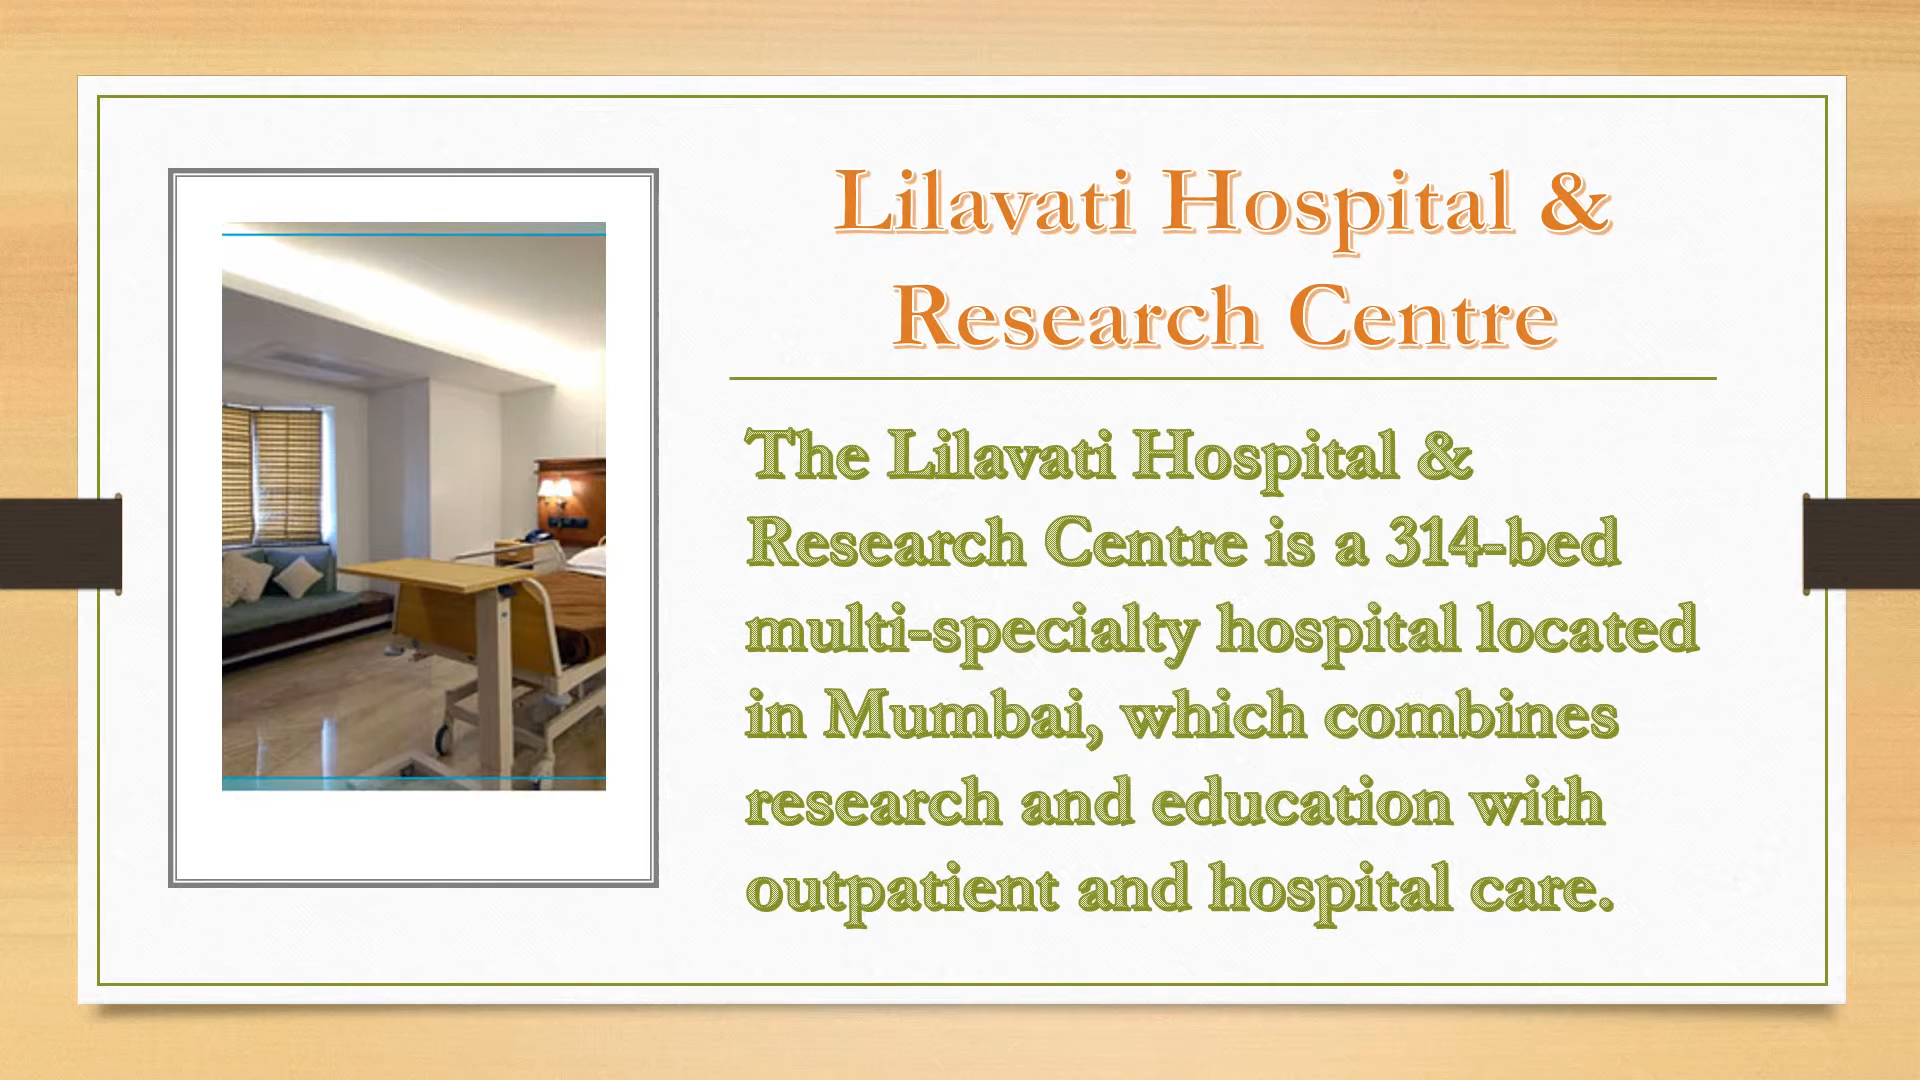 Lilavati Hospital &
Research Centre
The Lilavati Hospital &
Research Centre is a 314-bed
multi-specialty hospital located
in Mumbai, which combines
research and education with
outpatient and hospital care.